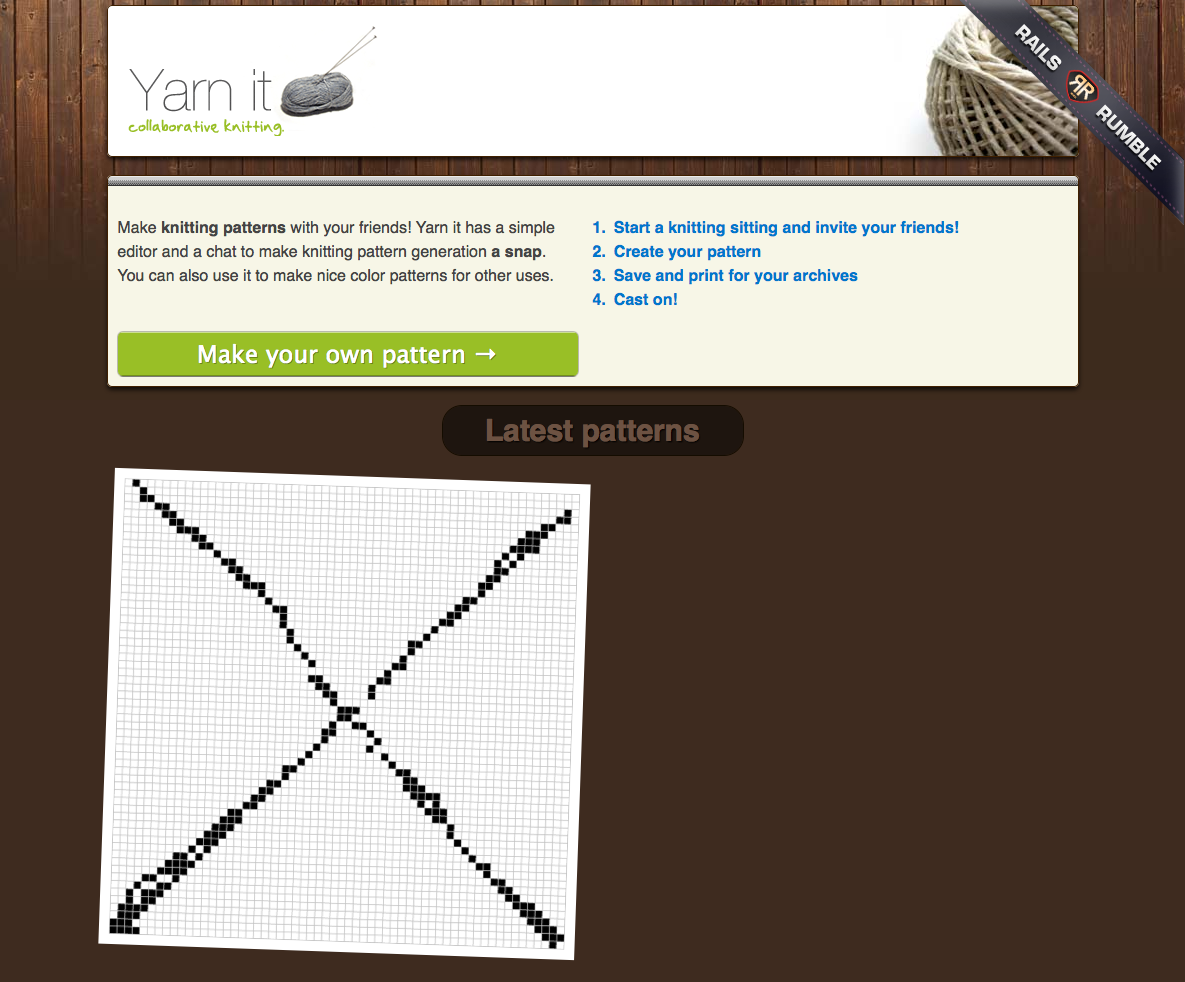 Yarn it
collaborative knitting.
RAILS RR RUMBLE
Make knitting patterns with your friends! Yarn it has a simple
editor and a chat to make knitting pattern generation a snap.
You can also use it to make nice color patterns for other uses.
1. Start a knitting sitting and invite your friends!
2. Create your pattern
3. Save and print for your archives
4. Cast on!
Make your own pattern →
Latest patterns